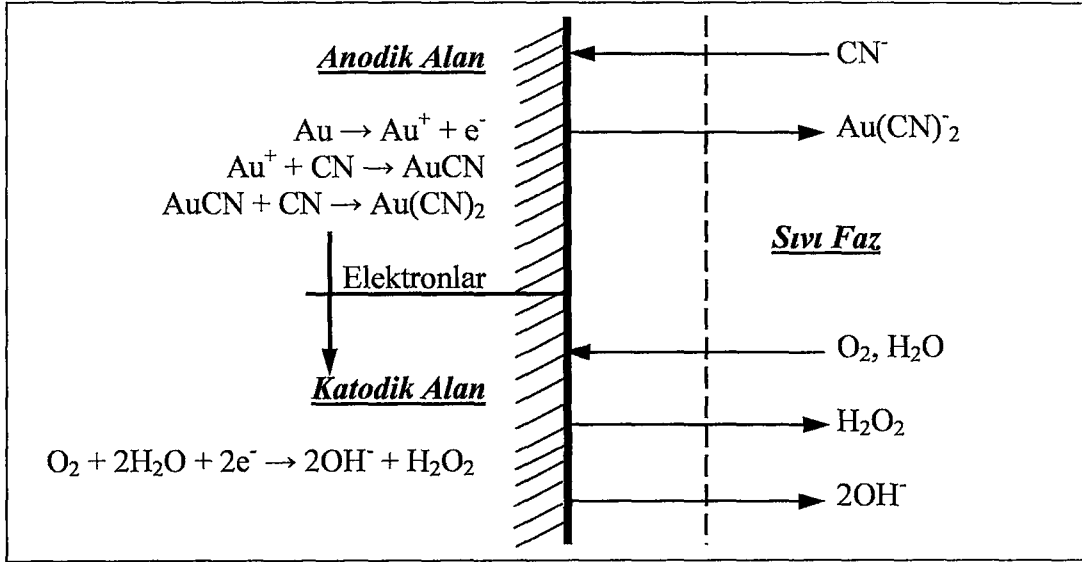 Anodik Alan
Au → Au⁺ + e⁻
Au⁺ + CN → AuCN
AuCN + CN → Au(CN)₂
Elektronlar
Katodik Alan
O₂ + 2H₂O + 2e⁻ → 2OH⁻ + H₂O₂
CN⁻
Au(CN)⁻₂
Sıvı Faz
O₂, H₂O
H₂O₂
2OH⁻